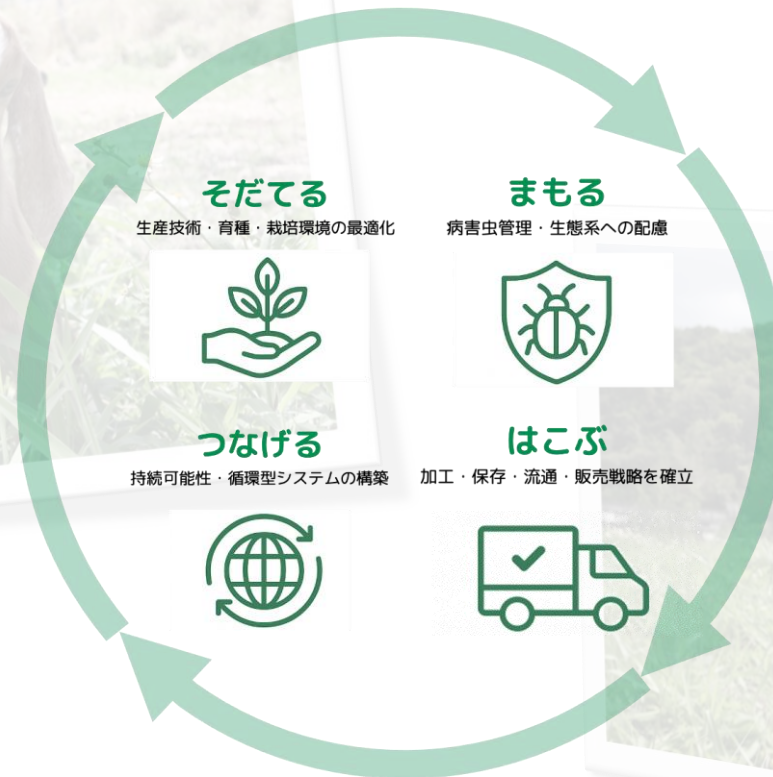 そだてる
生産技術・育種・栽培環境の最適化
まもる
病害虫管理・生態系への配慮
つなげる
持続可能性・循環型システムの構築
はこぶ
加工・保存・流通・販売戦略を確立